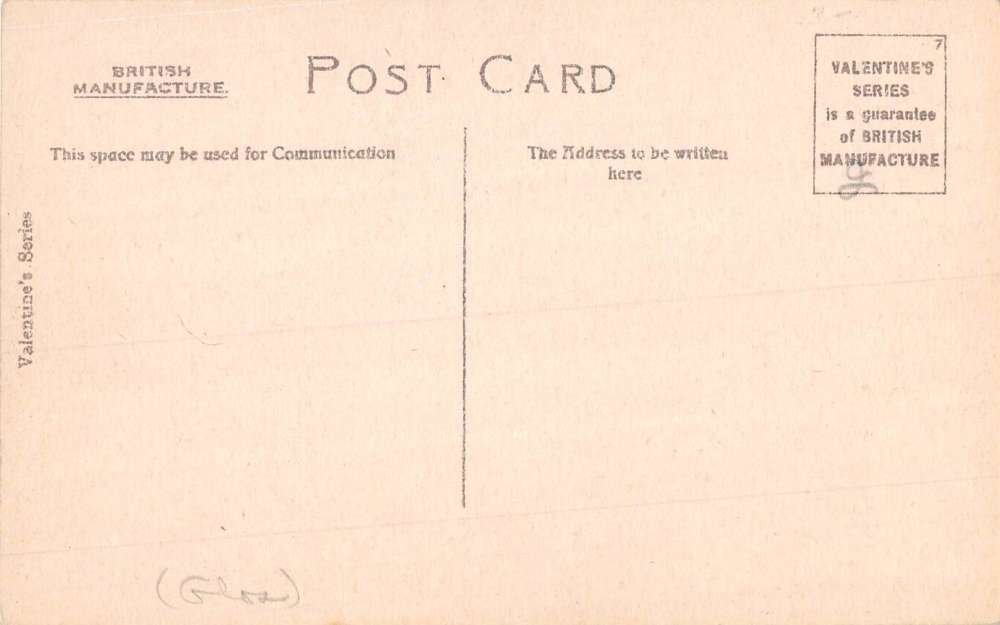 BRITISH
MANUFACTURE.
POST CARD
7
VALENTINE'S
SERIES
is a guarantee
of BRITISH
MANUFACTURE
This space may be used for Communication
The Address to be written
here
Valentine's Series
(Glos)